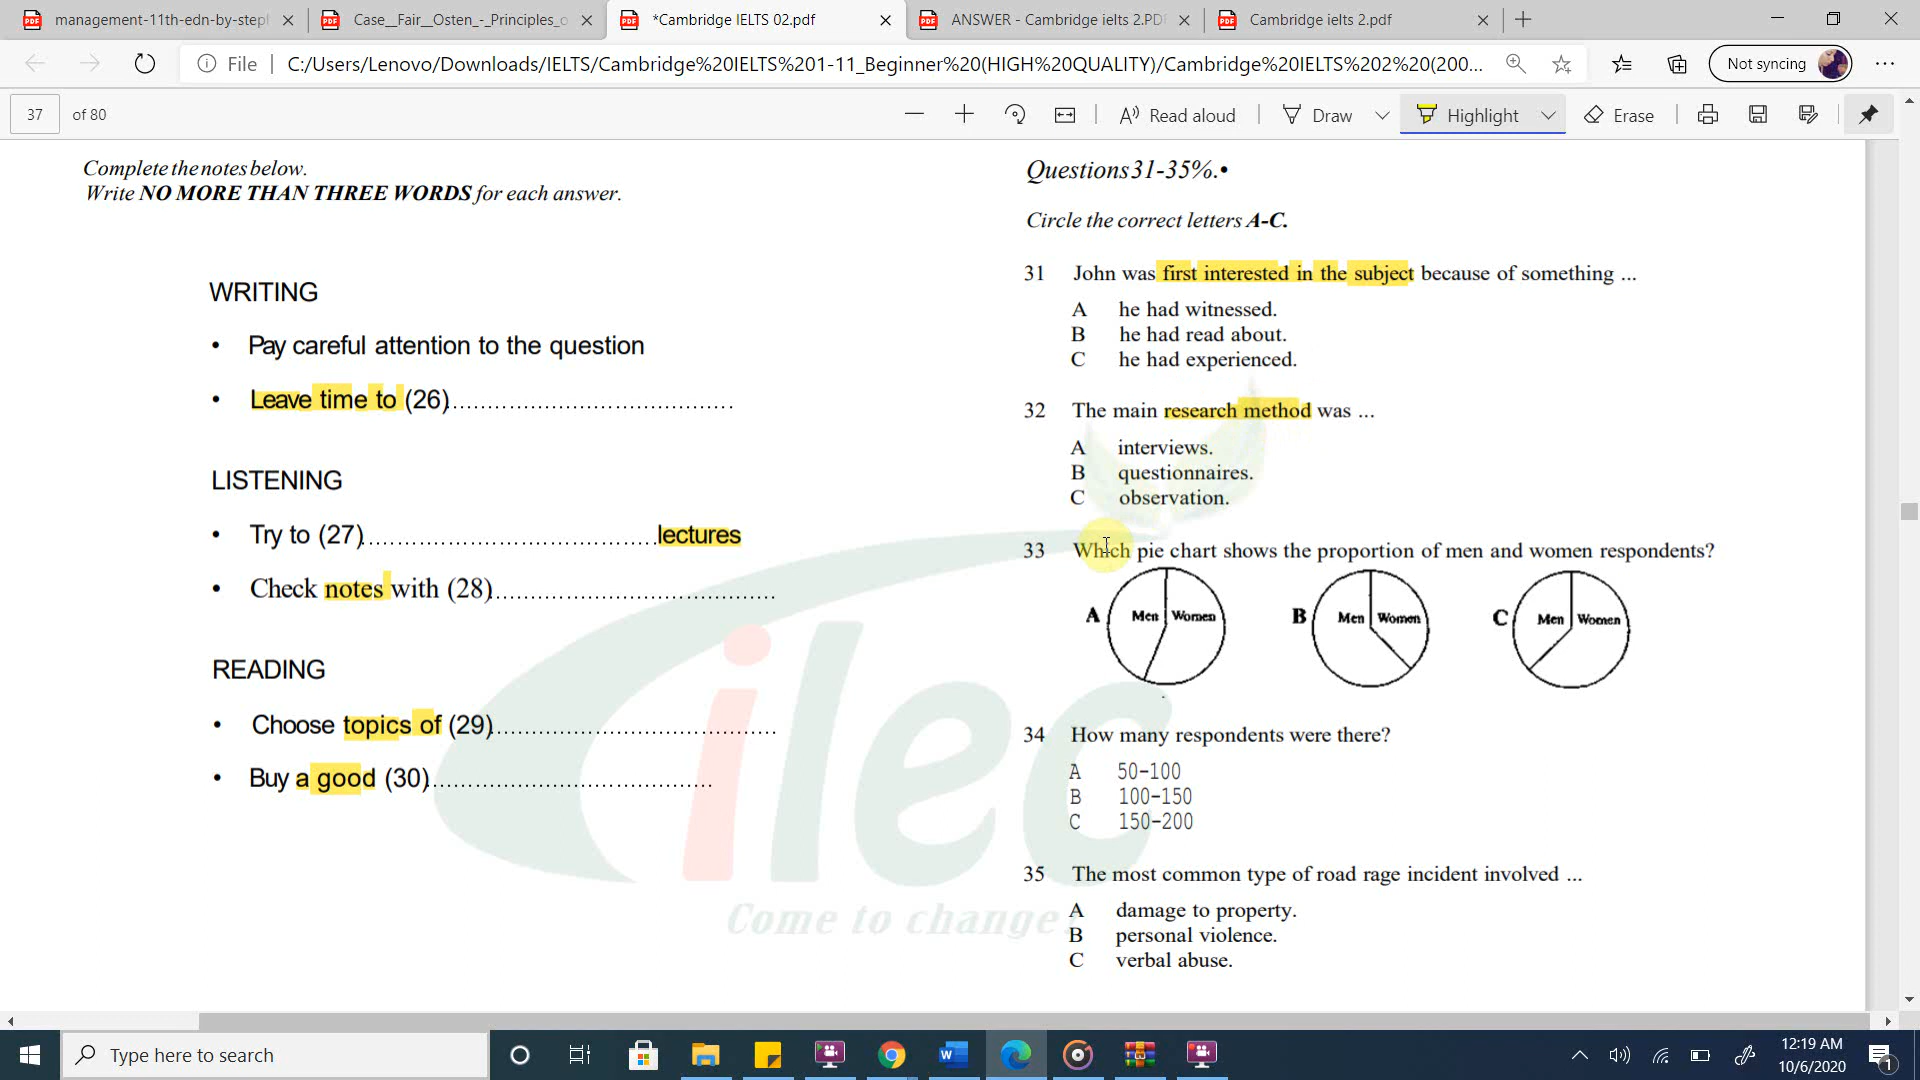 management-11th-edn-by-step
Case__Fair__Osten_-_Principles_o
*Cambridge IELTS 02.pdf
ANSWER - Cambridge ielts 2.PD
Cambridge ielts 2.pdf
File
C:/Users/Lenovo/Downloads/IELTS/Cambridge%20IELTS%201-11_Beginner%20(HIGH%20QUALITY)/Cambridge%20IELTS%202%20(200...
Not syncing
37 of 80
Read aloud
Draw
Highlight
Erase
Complete the notes below.
Write NO MORE THAN THREE WORDS for each answer.
WRITING
• Pay careful attention to the question
• Leave time to (26)........................................
LISTENING
• Try to (27)........................................lectures
• Check notes with (28)........................................
READING
• Choose topics of (29)........................................
• Buy a good (30)........................................
Questions 31-35%.•
Circle the correct letters A-C.
31 John was first interested in the subject because of something ...
A he had witnessed.
B he had read about.
C he had experienced.
32 The main research method was ...
A interviews.
B questionnaires.
C observation.
33 Which pie chart shows the proportion of men and women respondents?
A Men Women
B Men Women
C Men Women
34 How many respondents were there?
A 50-100
B 100-150
C 150-200
35 The most common type of road rage incident involved ...
A damage to property.
B personal violence.
C verbal abuse.
ilec
Come to change!
Type here to search
12:19 AM
10/6/2020
1